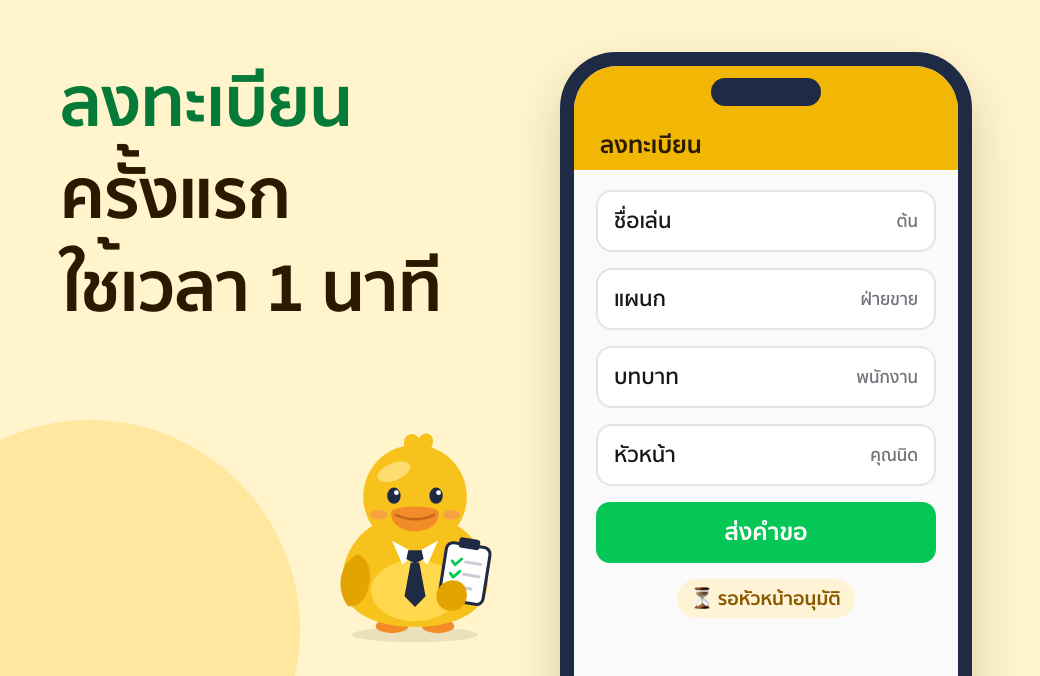 ลงทะเบียน
ครั้งแรก
ใช้เวลา 1 นาที
ลงทะเบียน
ชื่อเล่น ต้น
แผนก ฝ่ายขาย
บทบาท พนักงาน
หัวหน้า คุณนิด
ส่งคำขอ
⏳ รอหัวหน้าอนุมัติ